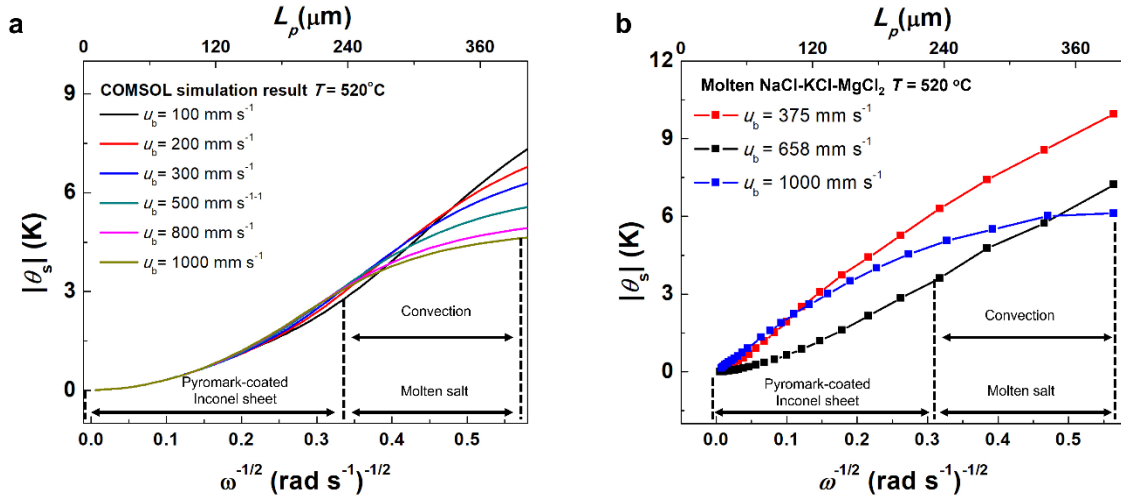 a
L_p(μm)
0 120 240 360
COMSOL simulation result T = 520°C
u_b = 100 mm s⁻¹
u_b = 200 mm s⁻¹
u_b = 300 mm s⁻¹
u_b = 500 mm s⁻¹⁻¹
u_b = 800 mm s⁻¹
u_b = 1000 mm s⁻¹
|θ_s| (K)
9
6
3
0
Convection
Pyromark-coated
Inconel sheet
Molten salt
0.0 0.1 0.2 0.3 0.4 0.5
ω⁻¹/² (rad s⁻¹)⁻¹/²
b
L_p(μm)
0 120 240 360
Molten NaCl-KCl-MgCl₂ T = 520 °C
u_b = 375 mm s⁻¹
u_b = 658 mm s⁻¹
u_b = 1000 mm s⁻¹
|θ_s| (K)
12
9
6
3
0
Convection
Pyromark-coated
Inconel sheet
Molten salt
0.0 0.1 0.2 0.3 0.4 0.5
ω⁻¹/² (rad s⁻¹)⁻¹/²